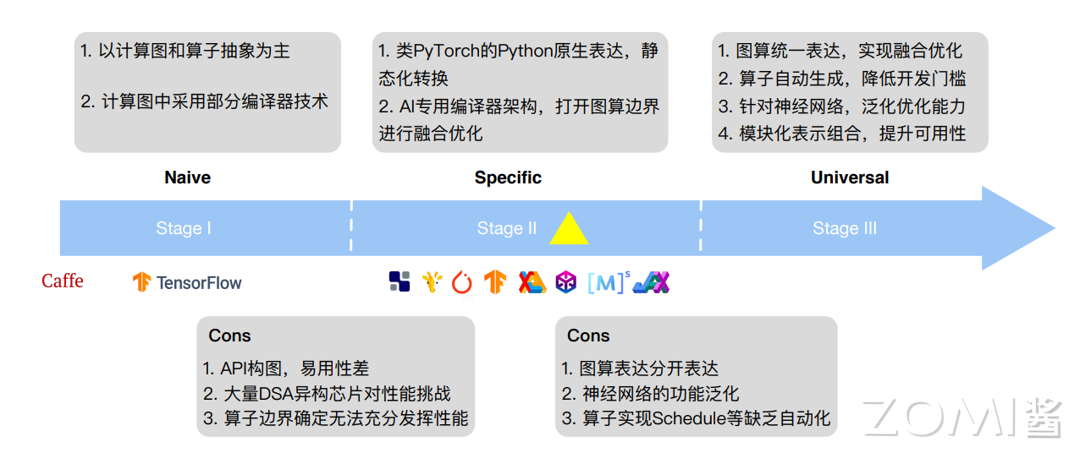 1. 以计算图和算子抽象为主
2. 计算图中采用部分编译器技术
1. 类PyTorch的Python原生表达，静
态化转换
2. AI专用编译器架构，打开图算边界
进行融合优化
1. 图算统一表达，实现融合优化
2. 算子自动生成，降低开发门槛
3. 针对神经网络，泛化优化能力
4. 模块化表示组合，提升可用性
Naive
Specific
Universal
Stage I
Stage II
Stage III
Caffe
TensorFlow
[M]s
Cons
1. API构图，易用性差
2. 大量DSA异构芯片对性能挑战
3. 算子边界确定无法充分发挥性能
Cons
1. 图算表达分开表达
2. 神经网络的功能泛化
3. 算子实现Schedule等缺乏自动化
ZOMI酱